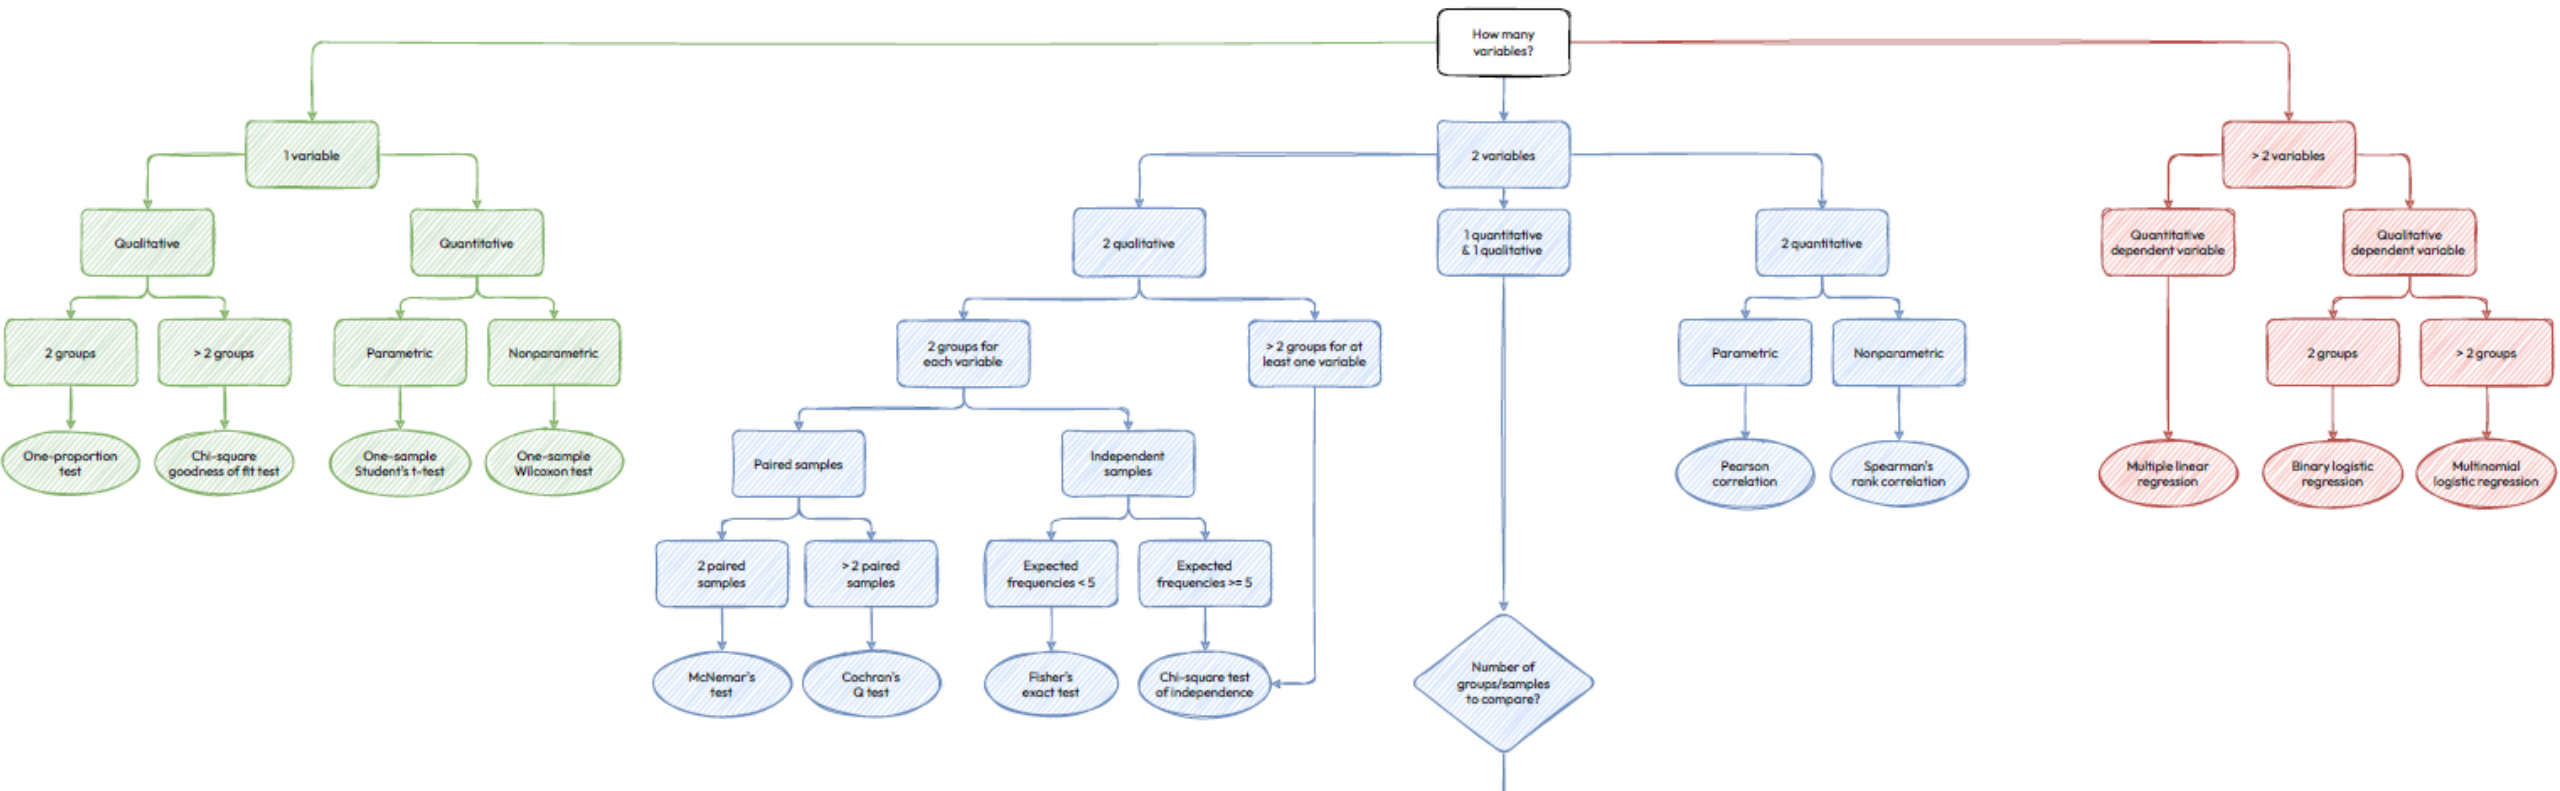 How many
variables?
1 variable
2 variables
> 2 variables
Qualitative
Quantitative
2 qualitative
1 quantitative
& 1 qualitative
2 quantitative
Quantitative
dependent variable
Qualitative
dependent variable
2 groups
> 2 groups
Parametric
Nonparametric
2 groups for
each variable
> 2 groups for at
least one variable
Parametric
Nonparametric
2 groups
> 2 groups
One-proportion
test
Chi-square
goodness of fit test
One-sample
Student's t-test
One-sample
Wilcoxon test
Paired samples
Independent
samples
Pearson
correlation
Spearman's
rank correlation
Multiple linear
regression
Binary logistic
regression
Multinomial
logistic regression
2 paired
samples
> 2 paired
samples
Expected
frequencies < 5
Expected
frequencies >= 5
McNemar's
test
Cochran's
Q test
Fisher's
exact test
Chi-square test
of independence
Number of
groups/samples
to compare?